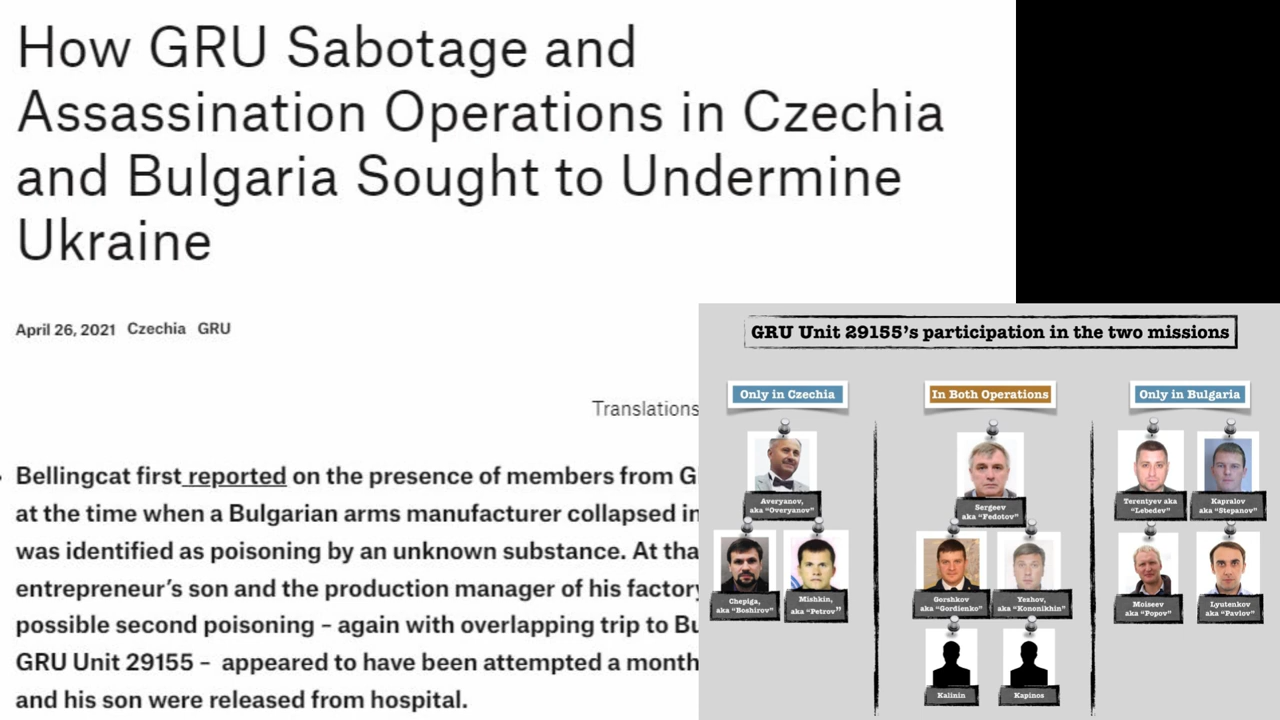 How GRU Sabotage and
Assassination Operations in Czechia
and Bulgaria Sought to Undermine
Ukraine
April 26, 2021 Czechia GRU
Translations
Bellingcat first reported on the presence of members from G
at the time when a Bulgarian arms manufacturer collapsed in
was identified as poisoning by an unknown substance. At tha
entrepreneur's son and the production manager of his factory
possible second poisoning – again with overlapping trip to Bu
GRU Unit 29155 – appeared to have been attempted a month
and his son were released from hospital.
GRU Unit 29155's participation in the two missions
Only in Czechia
Averyanov,
aka "Overyanov"
Chepiga,
aka "Boshirov"
Mishkin,
aka "Petrov"
In Both Operations
Sergeev
aka "Fedotov"
Gorshkov
aka "Gordienko"
Yezhov,
aka "Kononikhin"
Kalinin
Kapinos
Only in Bulgaria
Terentyev aka
"Lebedev"
Kapralov
aka "Stepanov"
Moiseev
aka "Popov"
Lyutenkov
aka "Pavlov"